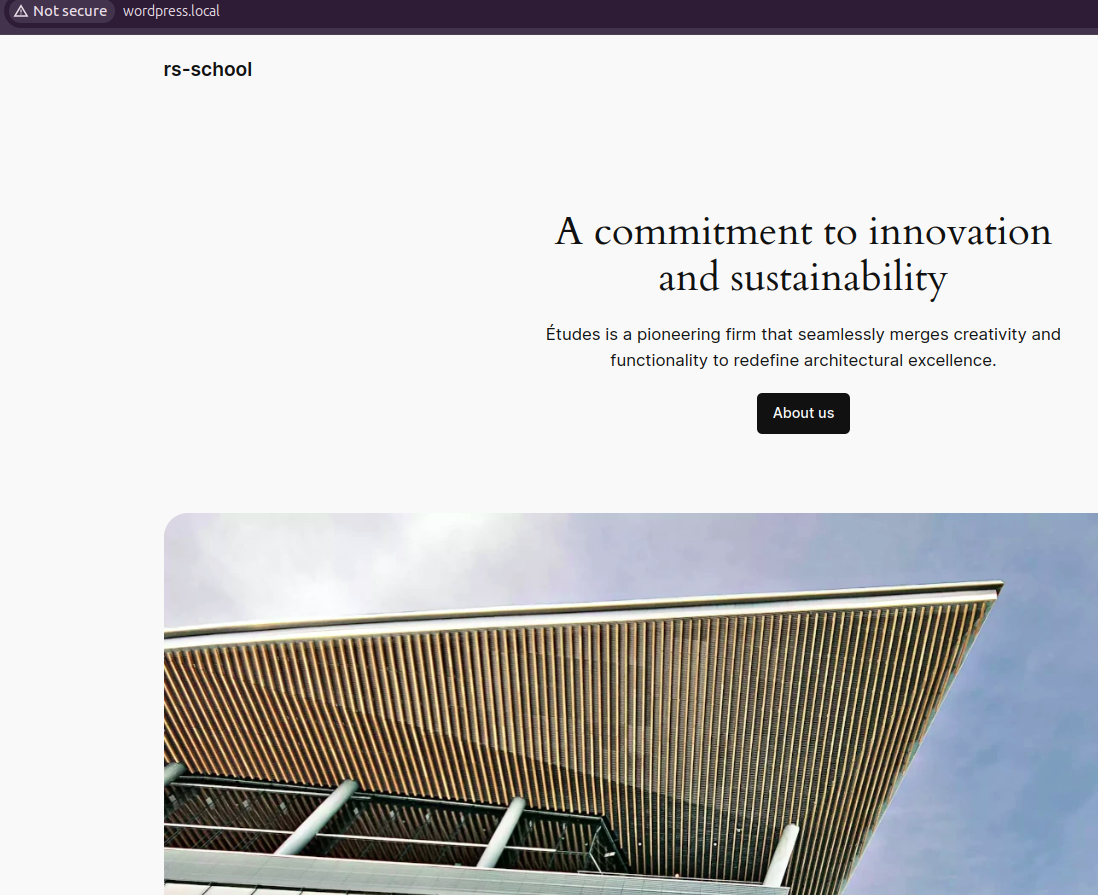 Not secure wordpress.local
rs-school
A commitment to innovation
and sustainability
Études is a pioneering firm that seamlessly merges creativity and
functionality to redefine architectural excellence.
About us